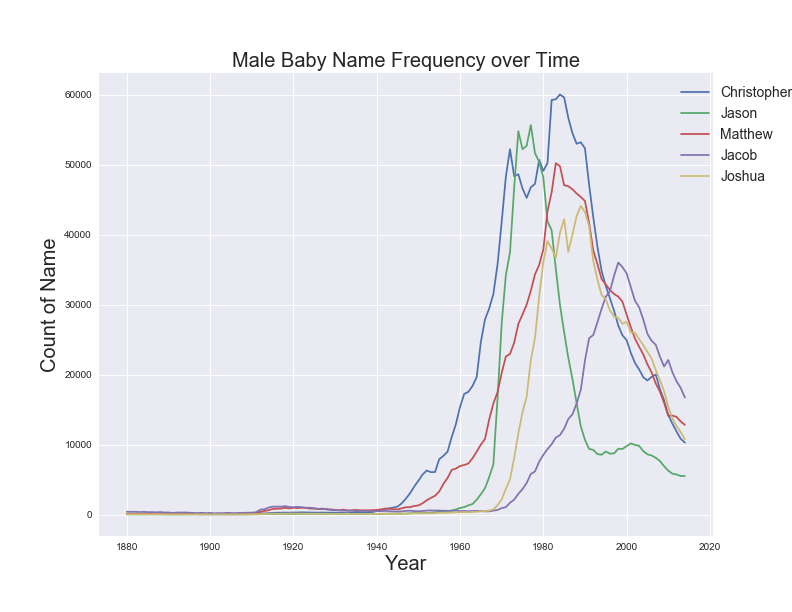 Male Baby Name Frequency over Time
Christopher
Jason
Matthew
Jacob
Joshua
60000
50000
40000
30000
20000
10000
0
Count of Name
1880
1900
1920
1940
1960
1980
2000
2020
Year